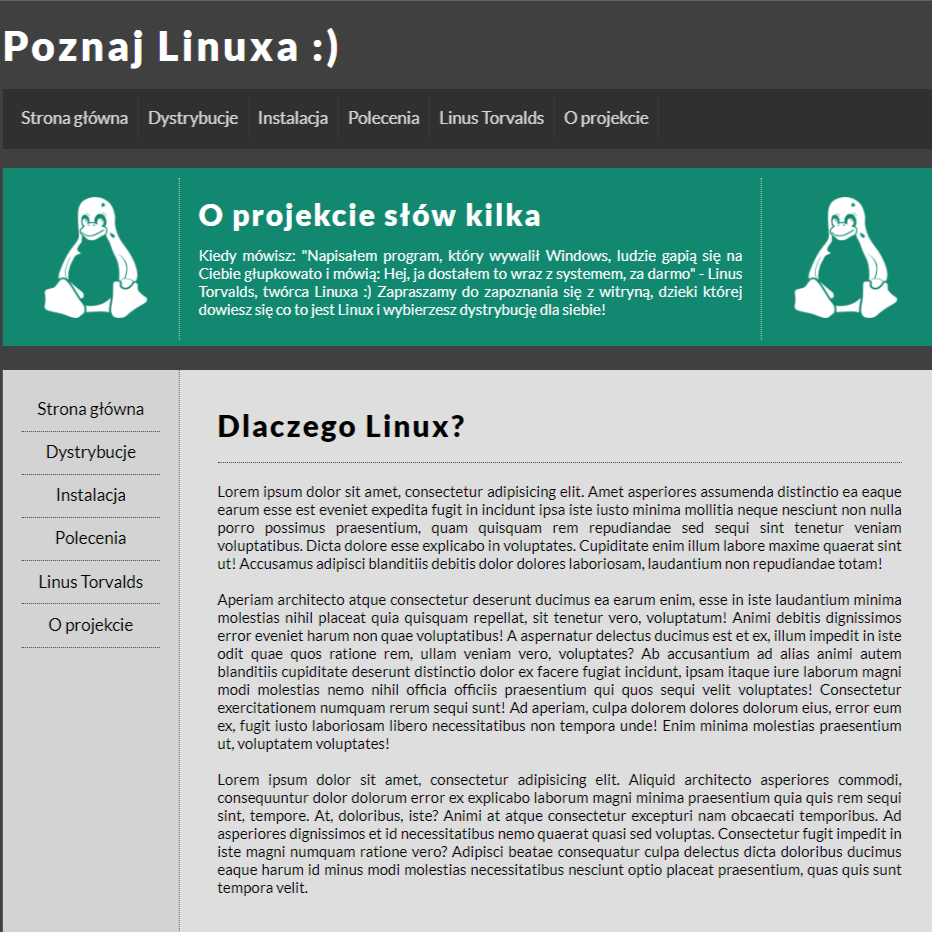 Poznaj Linuxa :)
Strona główna Dystrybucje Instalacja Polecenia Linus Torvalds O projekcie
O projekcie słów kilka
Kiedy mówisz: "Napisałem program, który wywalił Windows, ludzie gapią się na
Ciebie głupkowato i mówią: Hej, ja dostałem to wraz z systemem, za darmo" - Linus
Torvalds, twórca Linuxa :) Zapraszamy do zapoznania się z witryną, dzieki której
dowiesz się co to jest Linux i wybierzesz dystrybucję dla siebie!
Strona główna
Dystrybucje
Instalacja
Polecenia
Linus Torvalds
O projekcie
Dlaczego Linux?
Lorem ipsum dolor sit amet, consectetur adipisicing elit. Amet asperiores assumenda distinctio ea eaque
earum esse est eveniet expedita fugit in incidunt ipsa iste iusto minima mollitia neque nesciunt non nulla
porro possimus praesentium, quam quisquam rem repudiandae sed sequi sint tenetur veniam
voluptatibus. Dicta dolore esse explicabo in voluptates. Cupiditate enim illum labore maxime quaerat sint
ut! Accusamus adipisci blanditiis debitis dolor dolores laboriosam, laudantium non repudiandae totam!
Aperiam architecto atque consectetur deserunt ducimus ea earum enim, esse in iste laudantium minima
molestias nihil placeat quia quisquam repellat, sit tenetur vero, voluptatum! Animi debitis dignissimos
error eveniet harum non quae voluptatibus! A aspernatur delectus ducimus est et ex, illum impedit in iste
odit quae quos ratione rem, ullam veniam vero, voluptates? Ab accusantium ad alias animi autem
blanditiis cupiditate deserunt distinctio dolor ex facere fugiat incidunt, ipsam itaque iure laborum magni
modi molestias nemo nihil officia officiis praesentium qui quos sequi velit voluptates! Consectetur
exercitationem numquam rerum sequi sunt! Ad aperiam, culpa dolorem dolores dolorum eius, error eum
ex, fugit iusto laboriosam libero necessitatibus non tempora unde! Enim minima molestias praesentium
ut, voluptatem voluptates!
Lorem ipsum dolor sit amet, consectetur adipisicing elit. Aliquid architecto asperiores commodi,
consequuntur dolor dolorum error ex explicabo laborum magni minima praesentium quia quis rem sequi
sint, tempore. At, doloribus, iste? Animi at atque consectetur excepturi nam obcaecati temporibus. Ad
asperiores dignissimos et id necessitatibus nemo quaerat quasi sed voluptas. Consectetur fugit impedit in
iste magni numquam ratione vero? Adipisci beatae consequatur culpa delectus dicta doloribus ducimus
eaque harum id minus modi molestias necessitatibus nesciunt optio placeat praesentium, quas quis sunt
tempora velit.